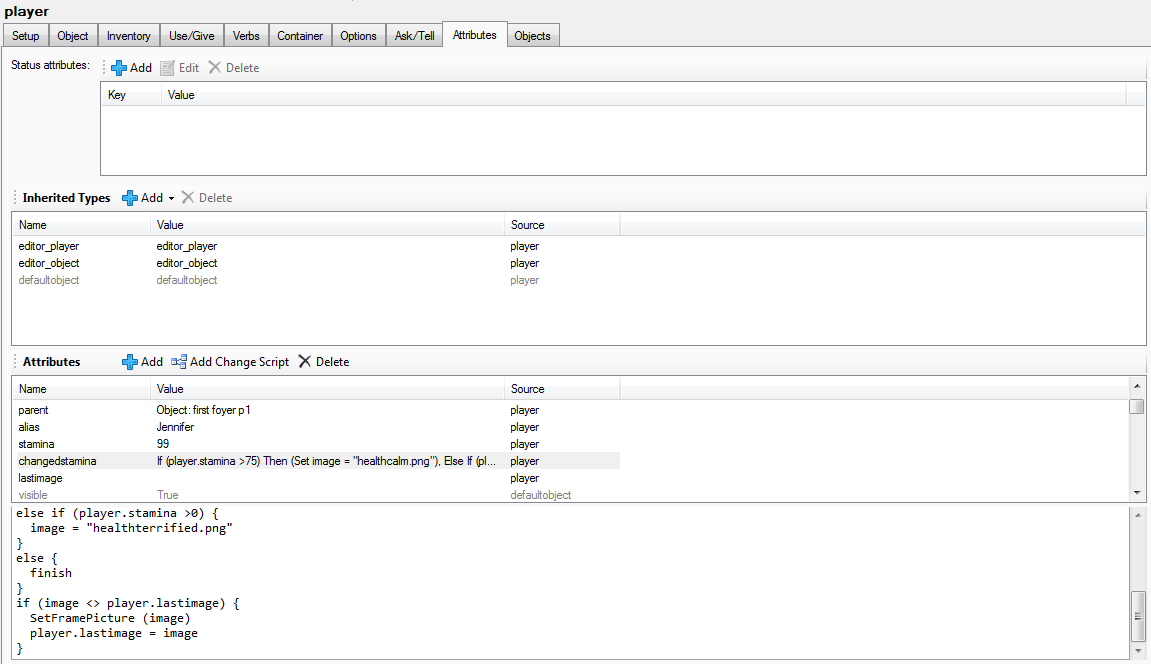 player
Setup Object Inventory Use/Give Verbs Container Options Ask/Tell Attributes Objects
Status attributes: Add Edit Delete
Key Value
Inherited Types Add Delete
Name Value Source
editor_player editor_player player
editor_object editor_object player
defaultobject defaultobject player
Attributes Add Add Change Script Delete
Name Value Source
parent Object: first foyer p1 player
alias Jennifer player
stamina 99 player
changedstamina If (player.stamina >75) Then (Set image = "healthcalm.png"), Else If (pl... player
lastimage player
visible True defaultobject
else if (player.stamina >0) {
image = "healthterrified.png"
}
else {
finish
}
if (image <> player.lastimage) {
SetFramePicture (image)
player.lastimage = image
}